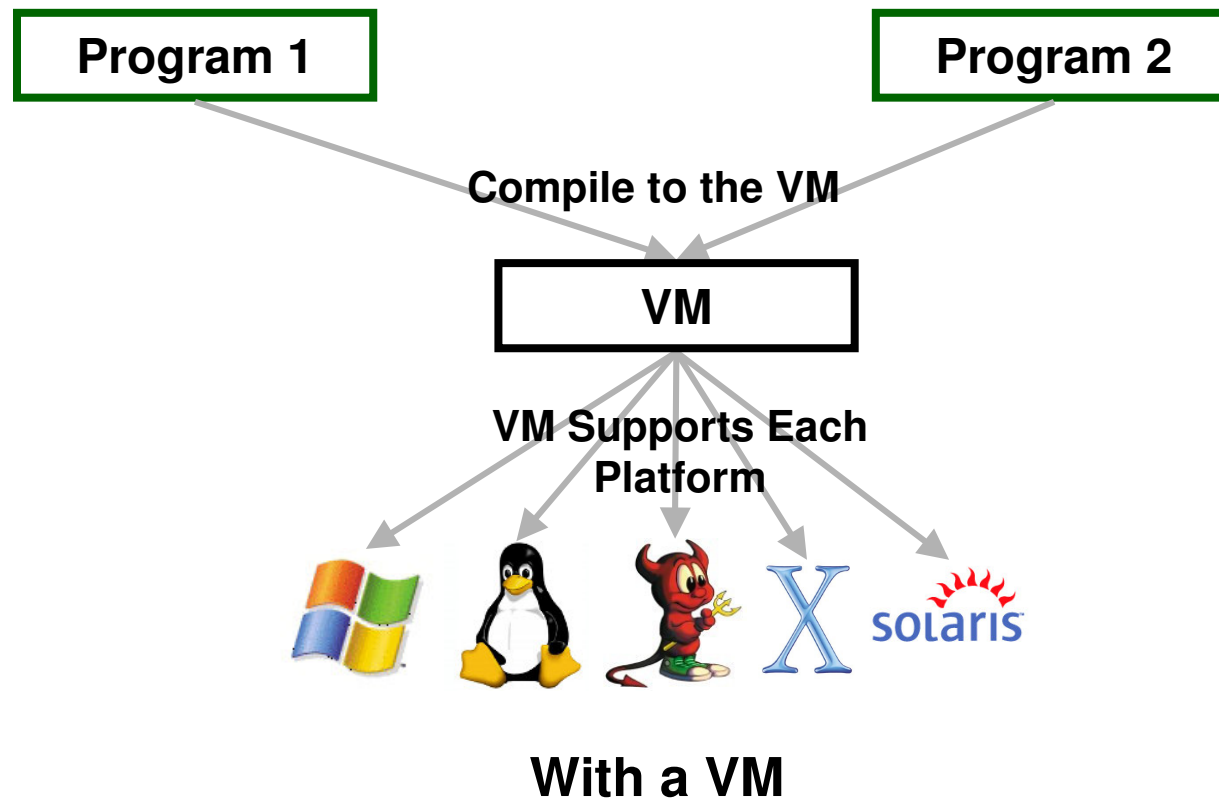 Program 1
Program 2
Compile to the VM
VM
VM Supports Each
Platform
X
solaris
With a VM